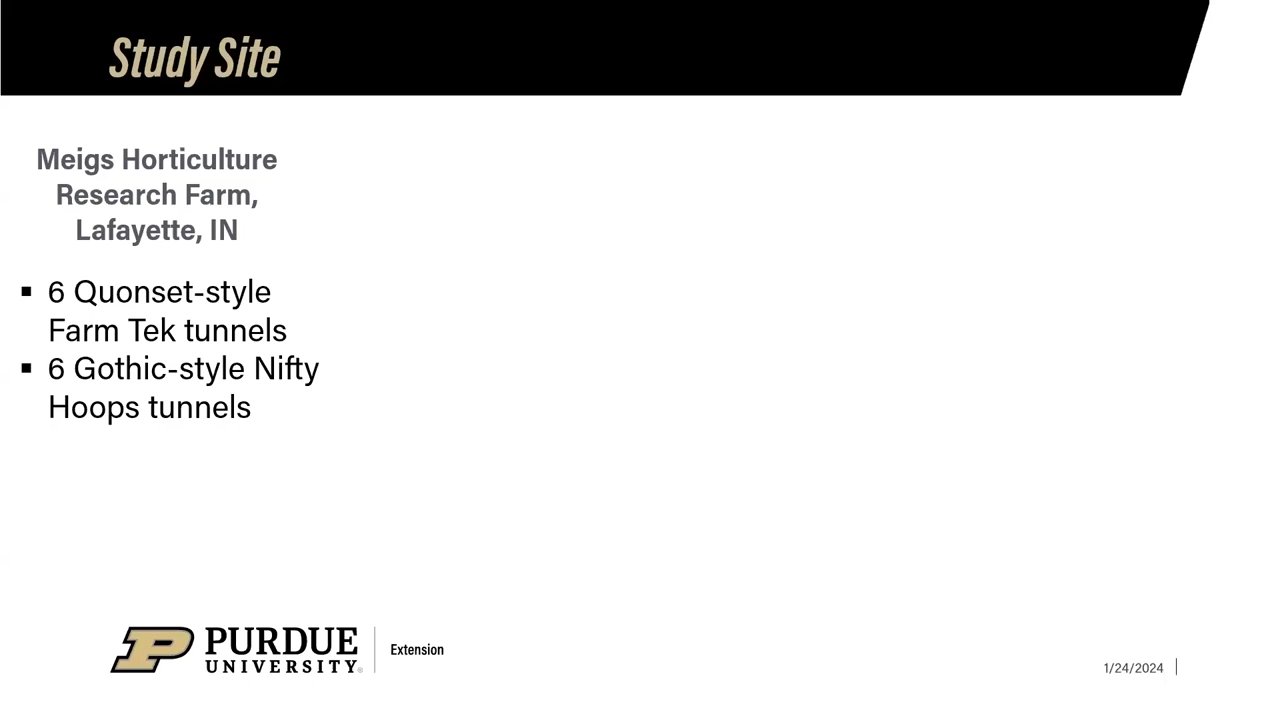 Study Site
Meigs Horticulture
Research Farm,
Lafayette, IN
▪ 6 Quonset-style
Farm Tek tunnels
▪ 6 Gothic-style Nifty
Hoops tunnels
PURDUE
UNIVERSITY®
Extension
1/24/2024